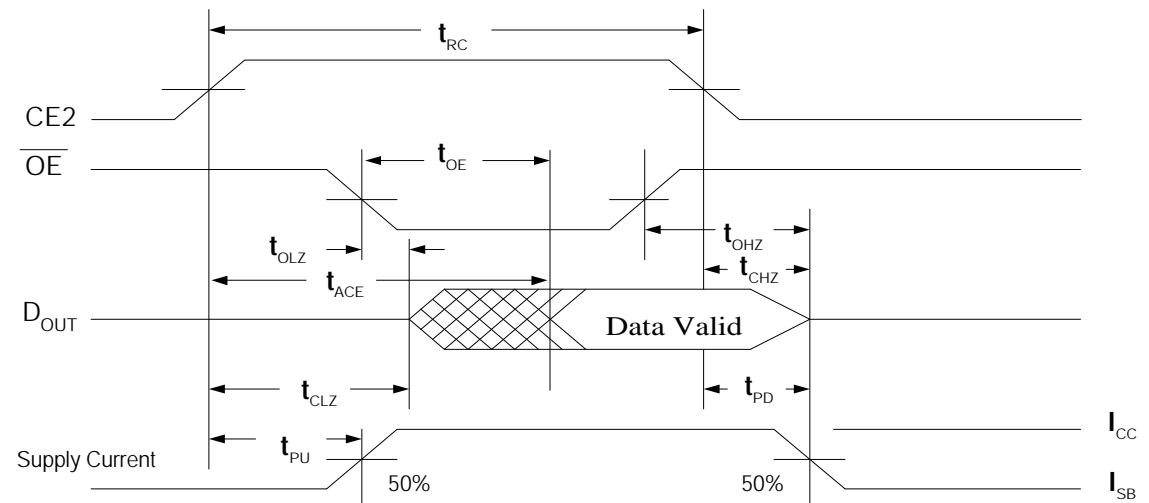 tRC
CE2
OE
tOE
tOLZ
tOHZ
tACE
tCHZ
DOUT
Data Valid
tCLZ
tPD
ICC
tPU
Supply Current
50%
50%
ISB